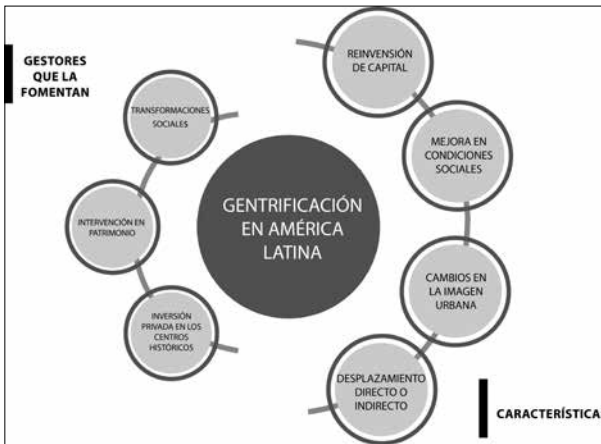 GESTORES
QUE LA
FOMENTAN
TRANSFORMACIONES
SOCIALES
INTERVENCIÓN EN
PATRIMONIO
INVERSIÓN
PRIVADA EN LOS
CENTROS
HISTÓRICOS
GENTRIFICACIÓN
EN AMÉRICA
LATINA
REINVENSIÓN
DE CAPITAL
MEJORA EN
CONDICIONES
SOCIALES
CAMBIOS EN
LA IMAGEN
URBANA
DESPLAZAMIENTO
DIRECTO O
INDIRECTO
CARACTERÍSTICA